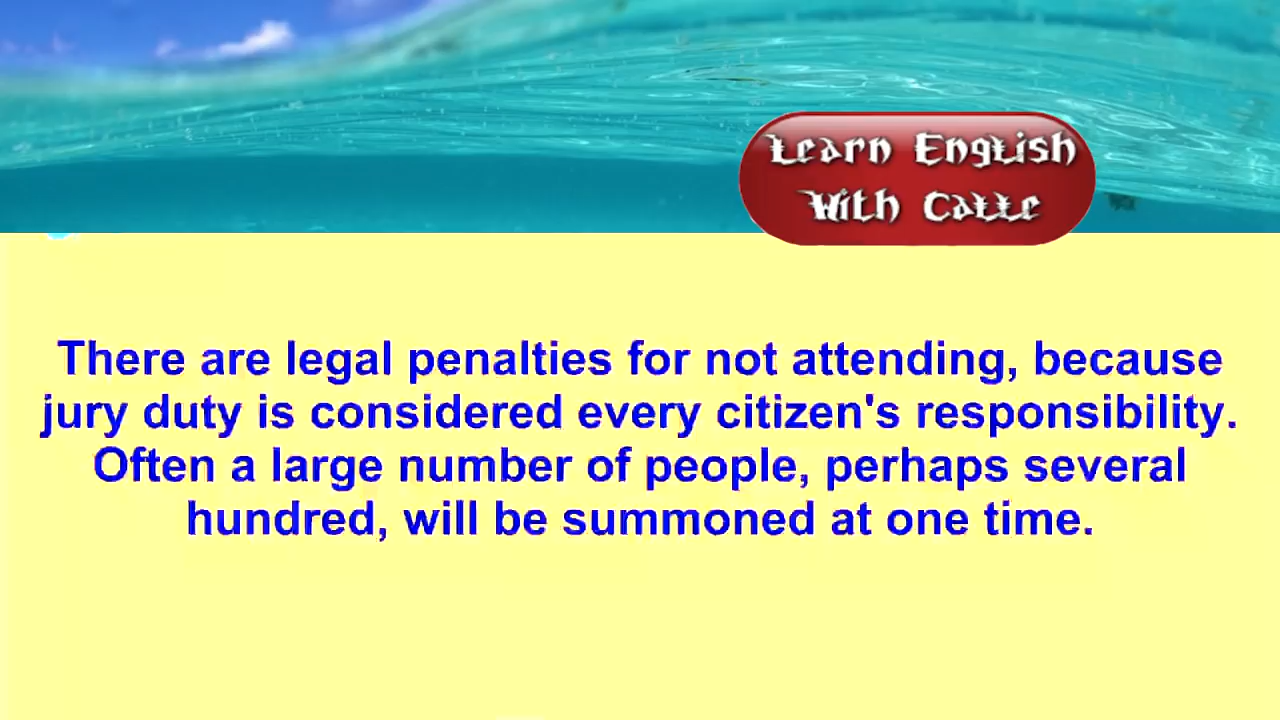 Learn English
With Calle
There are legal penalties for not attending, because
jury duty is considered every citizen's responsibility.
Often a large number of people, perhaps several
hundred, will be summoned at one time.